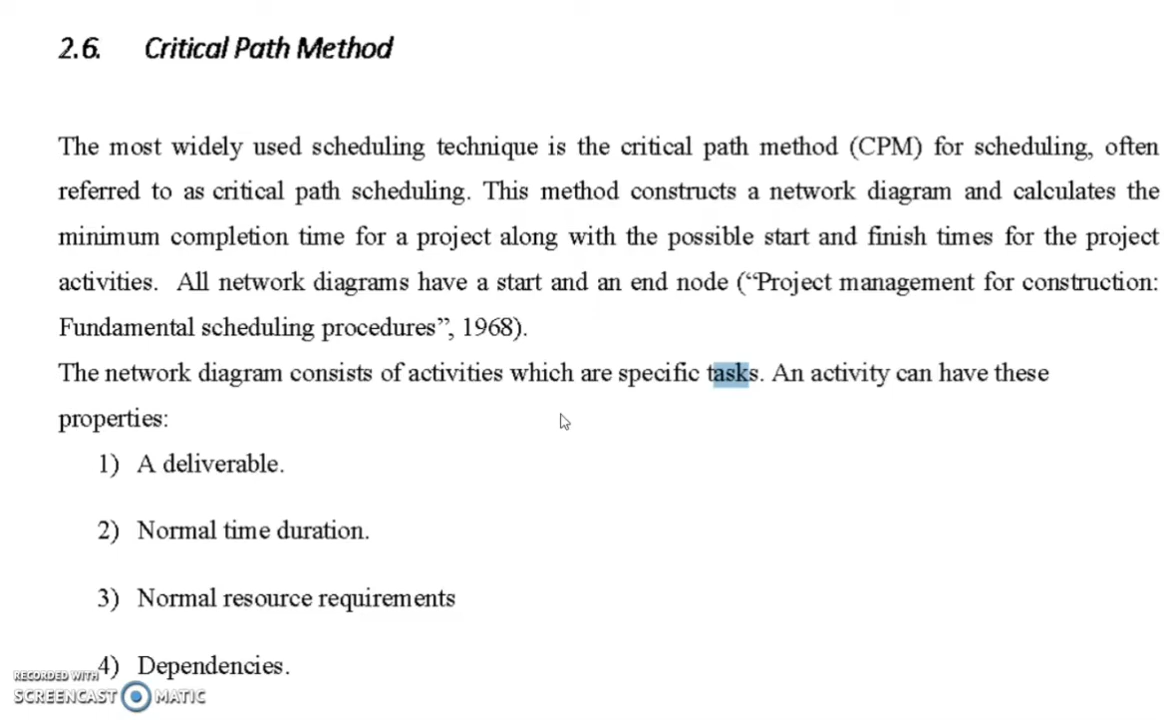 2.6. Critical Path Method
The most widely used scheduling technique is the critical path method (CPM) for scheduling, often
referred to as critical path scheduling. This method constructs a network diagram and calculates the
minimum completion time for a project along with the possible start and finish times for the project
activities. All network diagrams have a start and an end node (“Project management for construction:
Fundamental scheduling procedures”, 1968).
The network diagram consists of activities which are specific tasks. An activity can have these
properties:
1) A deliverable.
2) Normal time duration.
3) Normal resource requirements
4) Dependencies.
RECORDED WITH
SCREENCAST MATIC